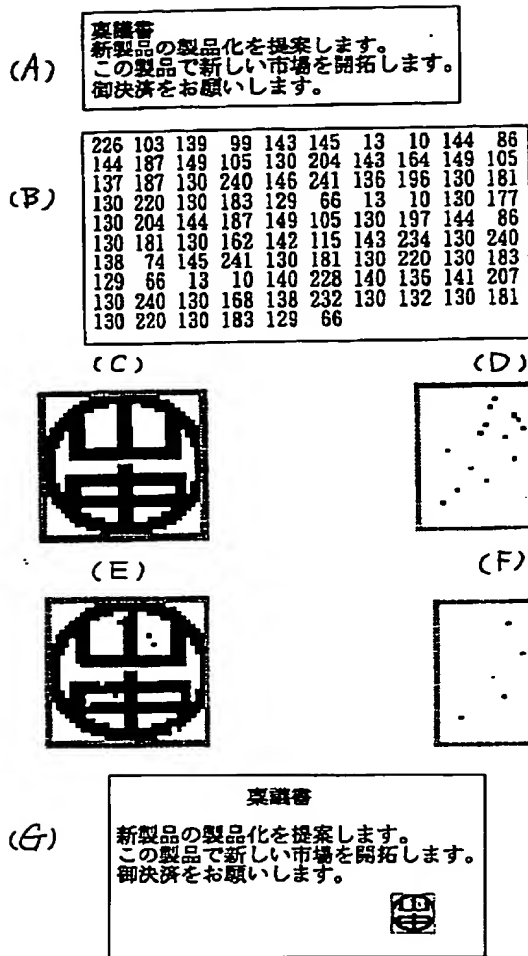 (A)
稟議書
新製品の製品化を提案します。
この製品で新しい市場を開拓します。
御決済をお願いします。
(B)
226 103 139 99 143 145 13 10 144 86
144 187 149 105 130 204 143 164 149 105
137 187 130 240 146 241 136 196 130 181
130 220 130 183 129 66 13 10 130 177
130 204 144 187 149 105 130 197 144 86
130 181 130 162 142 115 143 234 130 240
138 74 145 241 130 181 130 220 130 183
129 66 13 10 140 228 140 136 141 207
130 240 130 168 138 232 130 132 130 181
130 220 130 183 129 66
(C)
(D)
山
中
(E)
(F)
山
中
(G)
稟議書
新製品の製品化を提案します。
この製品で新しい市場を開拓します。
御決済をお願いします。